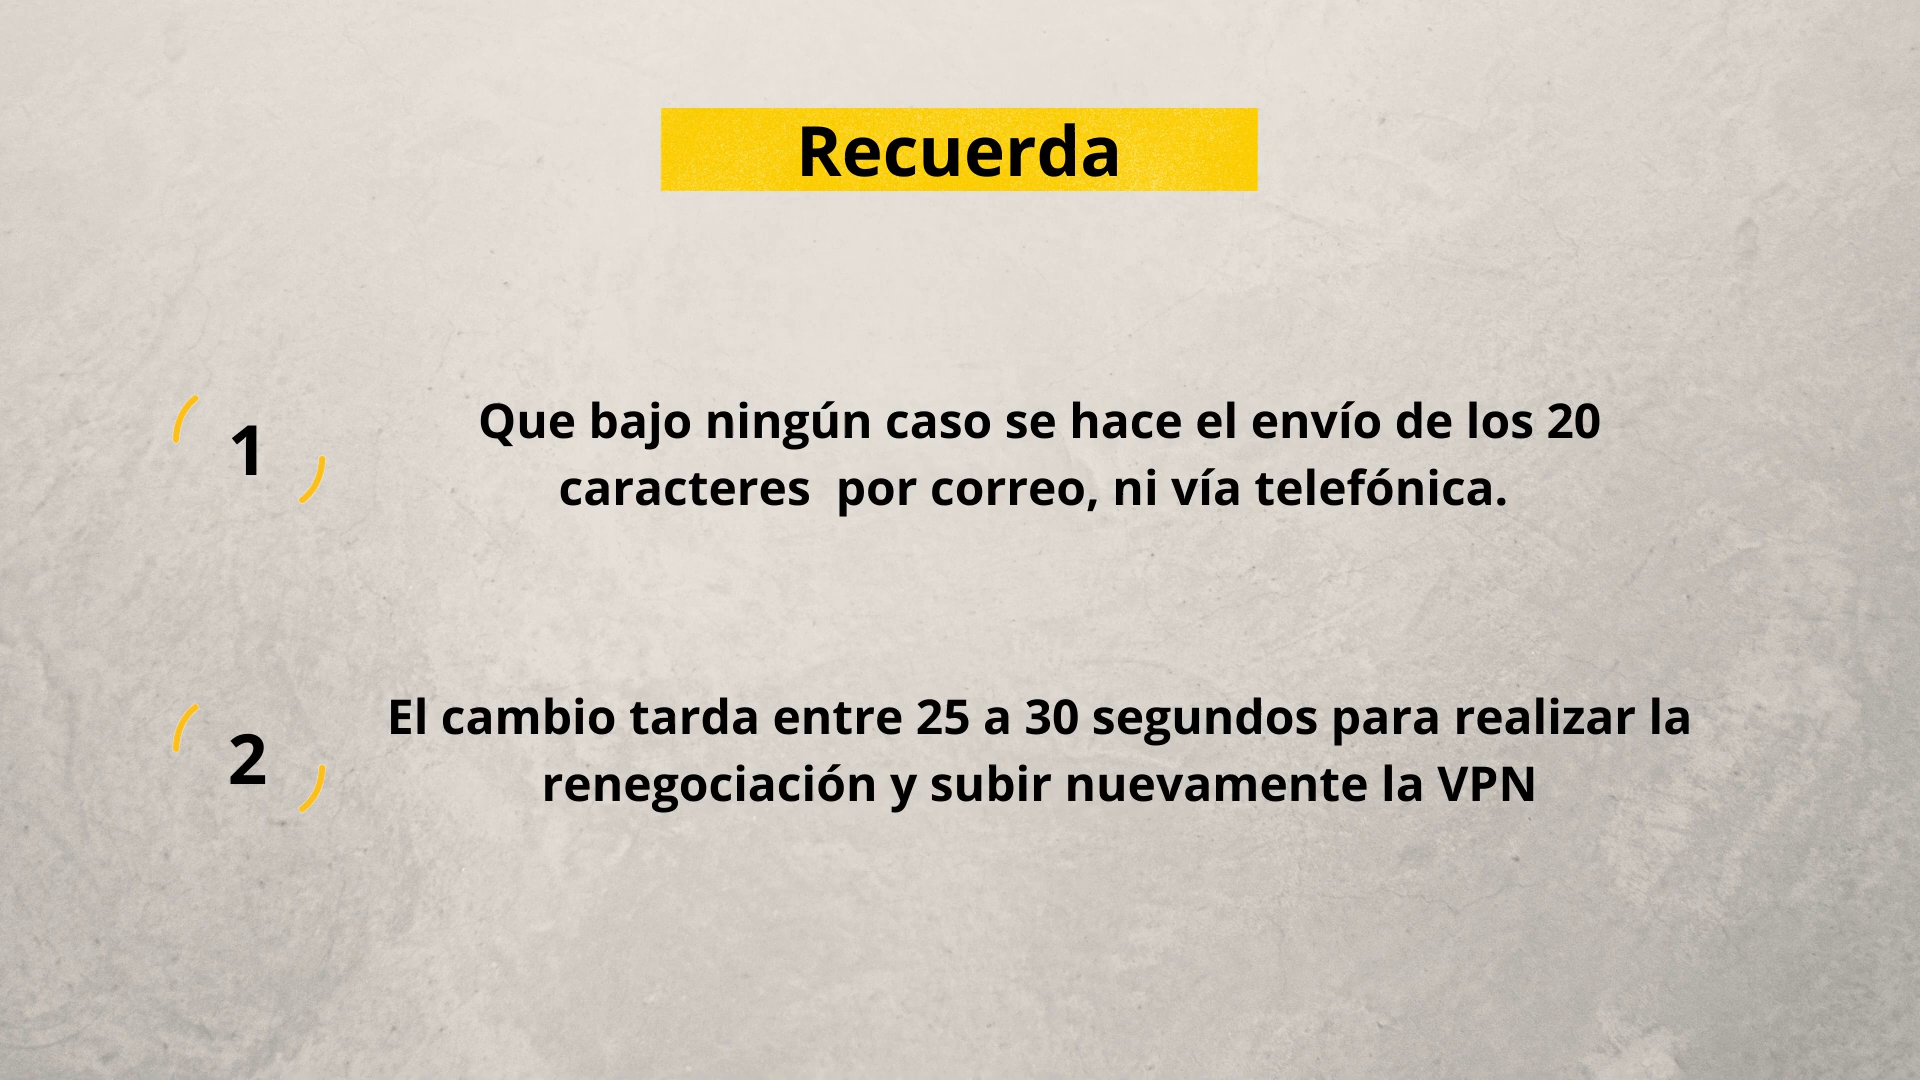 Recuerda
1
Que bajo ningún caso se hace el envío de los 20
caracteres  por correo, ni vía telefónica.
2
El cambio tarda entre 25 a 30 segundos para realizar la
renegociación y subir nuevamente la VPN